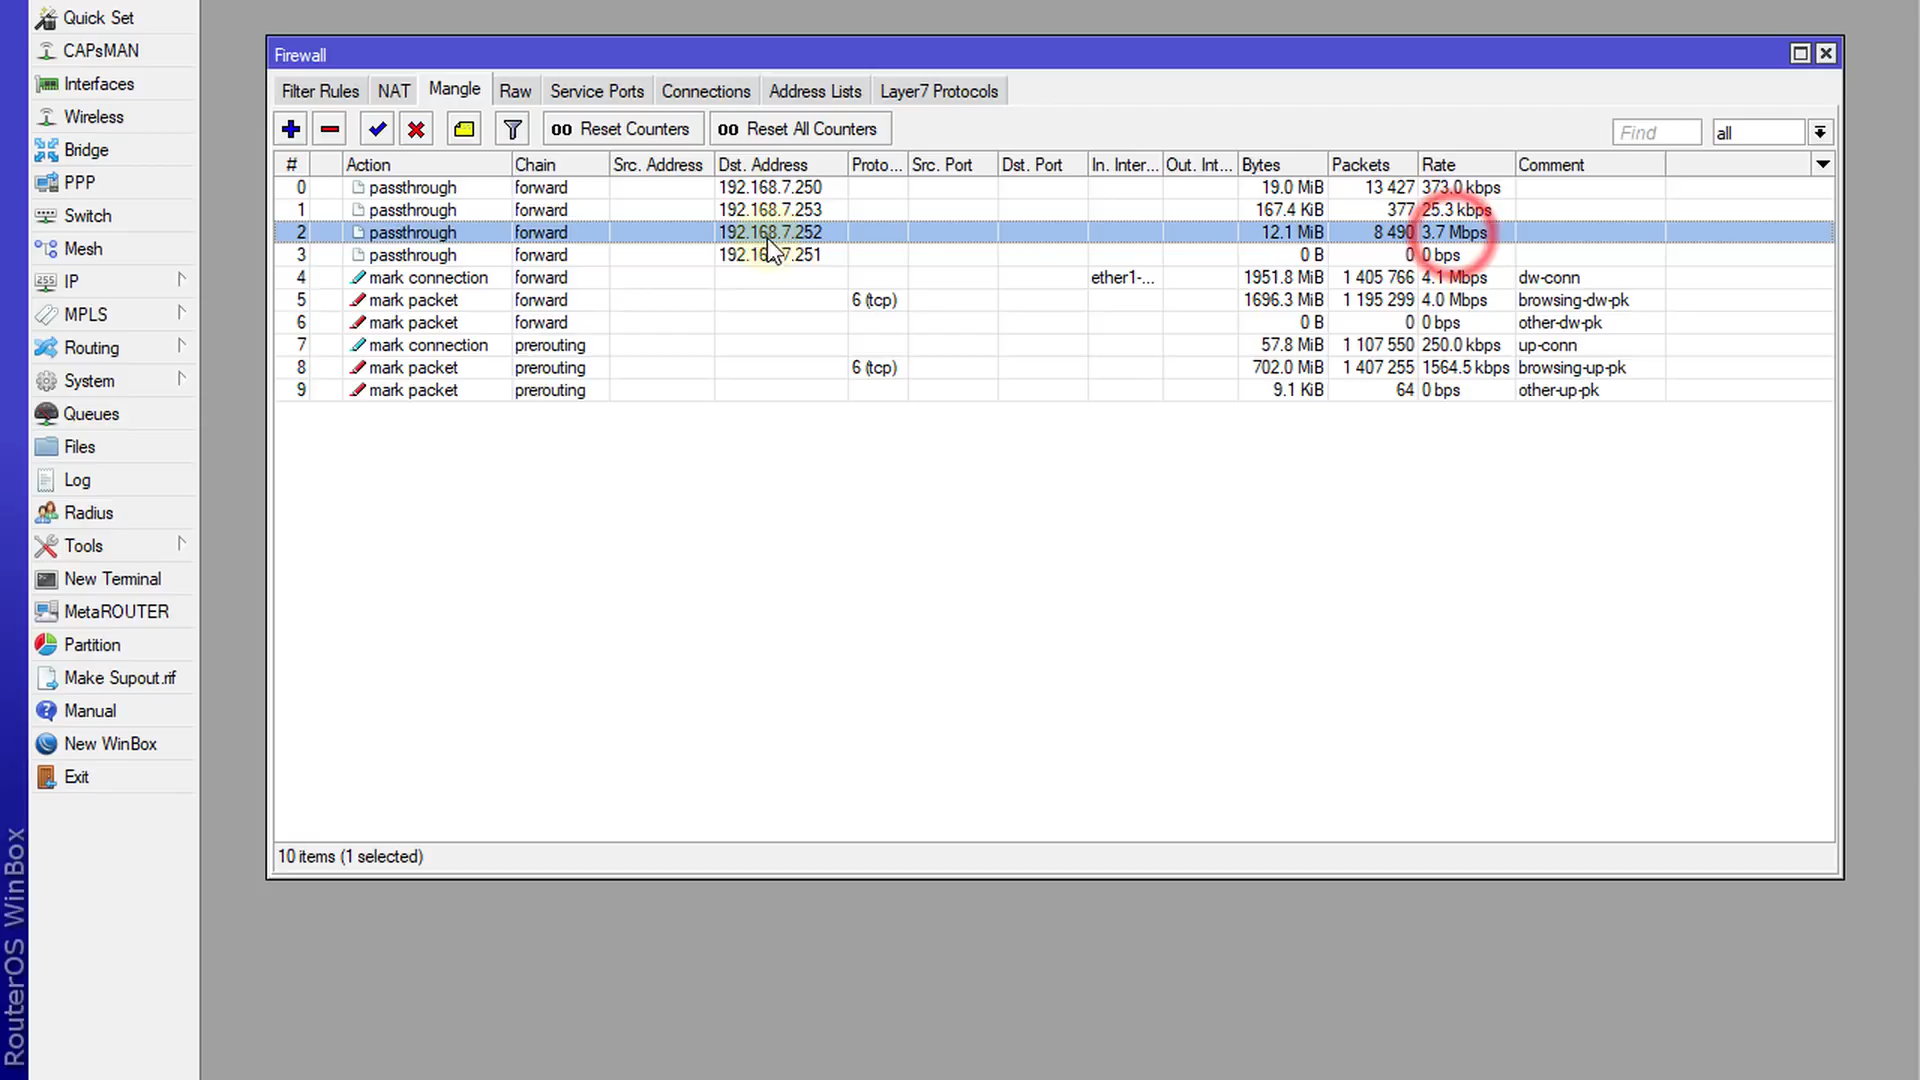 Quick Set
CAPsMAN
Interfaces
Wireless
Bridge
PPP
Switch
Mesh
255 IP
MPLS
Routing
System
Queues
Files
Log
Radius
Tools
New Terminal
MetaROUTER
Partition
Make Supout.rif
Manual
New WinBox
Exit
RouterOS WinBox
Firewall
Filter Rules NAT Mangle Raw Service Ports Connections Address Lists Layer7 Protocols
00 Reset Counters 00 Reset All Counters Find all
# Action Chain Src. Address Dst. Address Proto... Src. Port Dst. Port In. Inter... Out. Int... Bytes Packets Rate Comment
0 passthrough forward 192.168.7.250 19.0 MiB 13 427 373.0 kbps
1 passthrough forward 192.168.7.253 167.4 KiB 377 25.3 kbps
2 passthrough forward 192.168.7.252 12.1 MiB 8 490 3.7 Mbps
3 passthrough forward 192.168.7.251 0 B 0 0 bps
4 mark connection forward ether1-... 1951.8 MiB 1 405 766 4.1 Mbps dw-conn
5 mark packet forward 6 (tcp) 1696.3 MiB 1 195 299 4.0 Mbps browsing-dw-pk
6 mark packet forward 0 B 0 0 bps other-dw-pk
7 mark connection prerouting 57.8 MiB 1 107 550 250.0 kbps up-conn
8 mark packet prerouting 6 (tcp) 702.0 MiB 1 407 255 1564.5 kbps browsing-up-pk
9 mark packet prerouting 9.1 KiB 64 0 bps other-up-pk
10 items (1 selected)